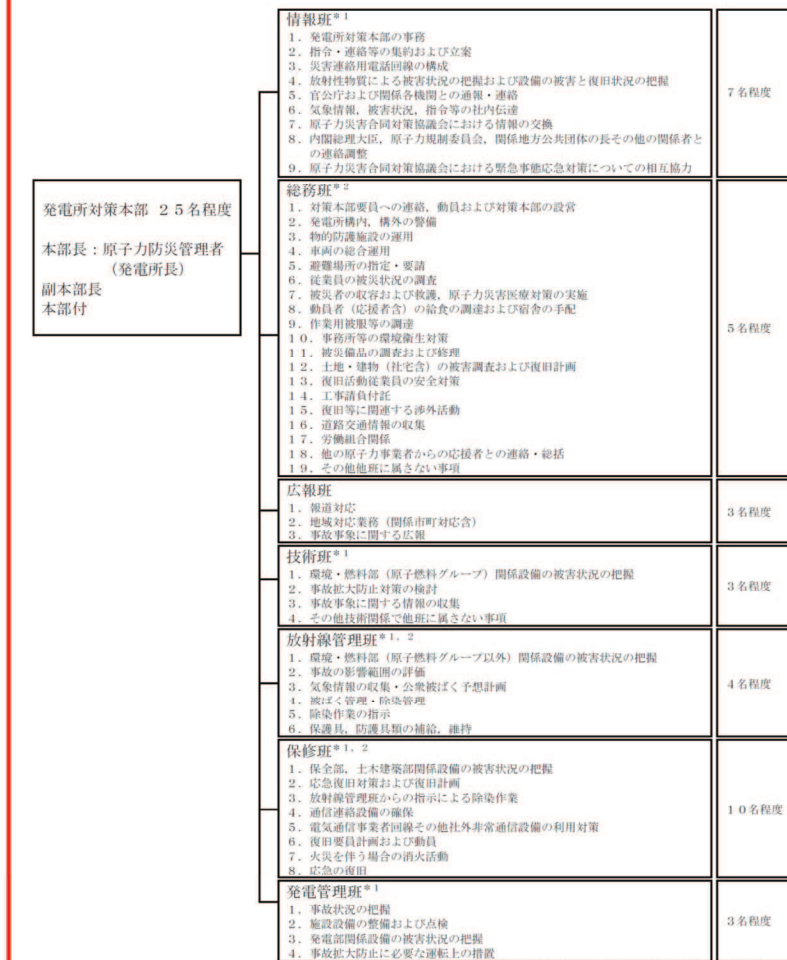 発電所対策本部 25名程度
本部長：原子力防災管理者
（発電所長）
副本部長
本部付
情報班＊1
1．発電所対策本部の事務
2．指令・連絡等の集約および立案
3．災害連絡用電話回線の構成
4．放射性物質による被害状況の把握および設備の被害と復旧状況の把握
5．官公庁および関係各機関との通報・連絡
6．気象情報，被害状況，指令等の社内伝達
7．原子力災害合同対策協議会における情報の交換
8．内閣総理大臣，原子力規制委員会，関係地方公共団体の長その他の関係者と
の連絡調整
9．原子力災害合同対策協議会における緊急事態応急対策についての相互協力
7名程度
総務班＊2
1．対策本部要員への連絡，動員および対策本部の設営
2．発電所構内，構外の警備
3．物的防護施設の運用
4．車両の総合運用
5．避難場所の指定・要請
6．従業員の被災状況の調査
7．被災者の収容および救護，原子力災害医療対策の実施
8．動員者（応援者含）の給食の調達および宿舎の手配
9．作業用被服等の調達
10．事務所等の環境衛生対策
11．被災備品の調査および修理
12．土地・建物（社宅含）の被害調査および復旧計画
13．復旧活動従業員の安全対策
14．工事請負付託
15．復旧等に関連する渉外活動
16．道路交通情報の収集
17．労働組合関係
18．他の原子力事業者からの応援者との連絡・総括
19．その他他班に属さない事項
5名程度
広報班
1．報道対応
2．地域対応業務（関係市町対応含）
3．事故事象に関する広報
3名程度
技術班＊1
1．環境・燃料部（原子燃料グループ）関係設備の被害状況の把握
2．事故拡大防止対策の検討
3．事故事象に関する情報の収集
4．その他技術関係で他班に属さない事項
3名程度
放射線管理班＊1，2
1．環境・燃料部（原子燃料グループ以外）関係設備の被害状況の把握
2．事故の影響範囲の評価
3．気象情報の収集・公衆被ばく予想計画
4．被ばく管理・除染管理
5．除染作業の指示
6．保護具，防護具類の補給，維持
4名程度
保修班＊1，2
1．保全部，土木建築部関係設備の被害状況の把握
2．応急復旧対策および復旧計画
3．放射線管理班からの指示による除染作業
4．通信連絡設備の確保
5．電気通信事業者回線その他社外非常通信設備の利用対策
6．復旧要員計画および動員
7．火災を伴う場合の消火活動
8．応急の復旧
10名程度
発電管理班＊1
1．事故状況の把握
2．施設設備の整備および点検
3．発電部関係設備の被害状況の把握
4．事故拡大防止に必要な運転上の措置
3名程度